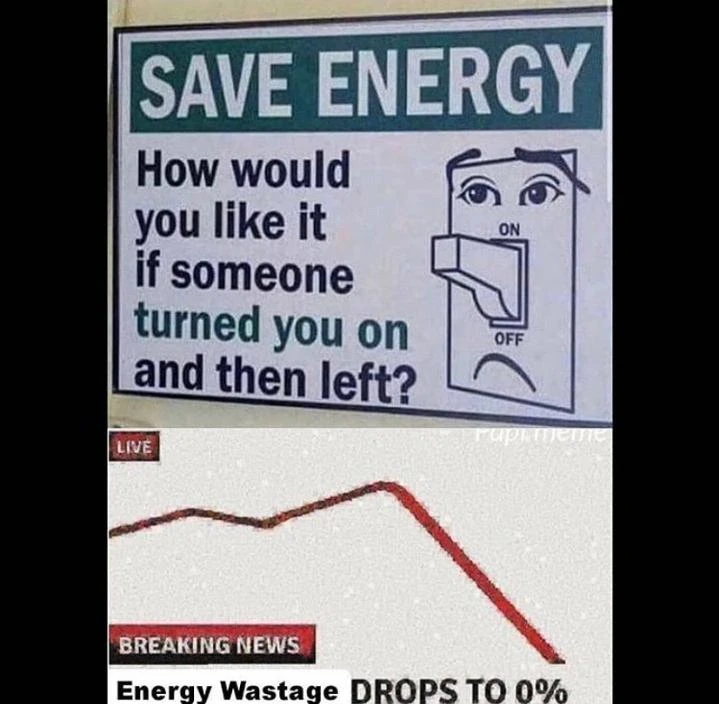 SAVE ENERGY
How would
you like it
if someone
turned you on
and then left?
ON
OFF
LIVE
BREAKING NEWS
Energy Wastage DROPS TO 0%